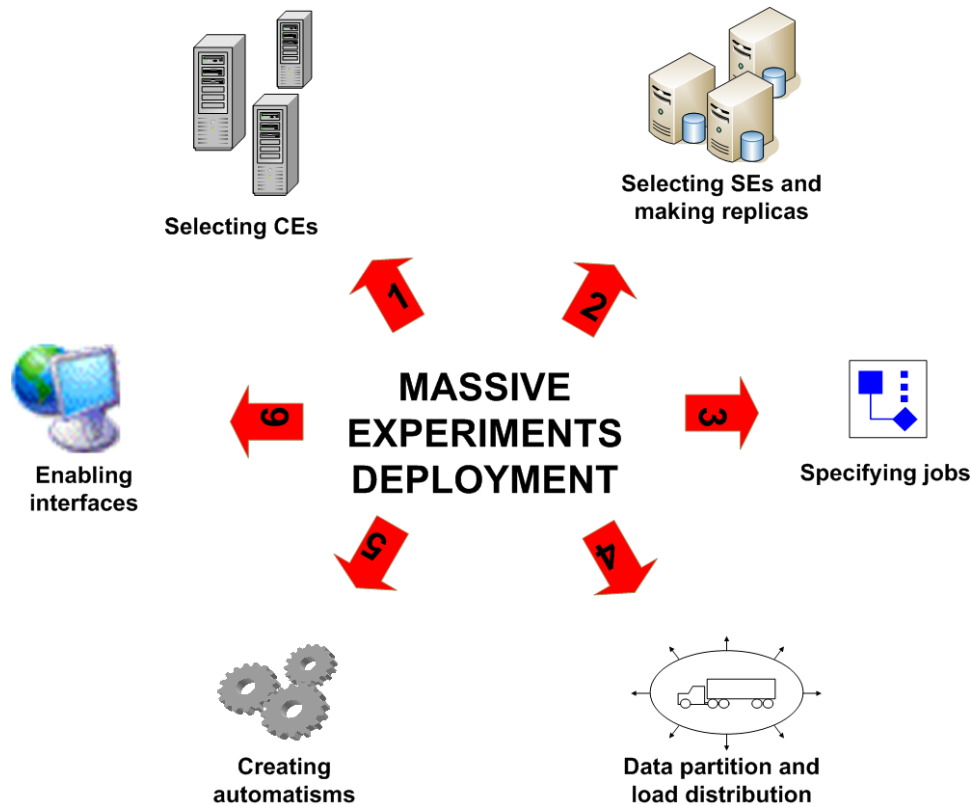 Selecting CEs
Selecting SEs and
making replicas
1
2
MASSIVE
EXPERIMENTS
DEPLOYMENT
3
Specifying jobs
4
Data partition and
load distribution
5
Creating
automatisms
6
Enabling
interfaces